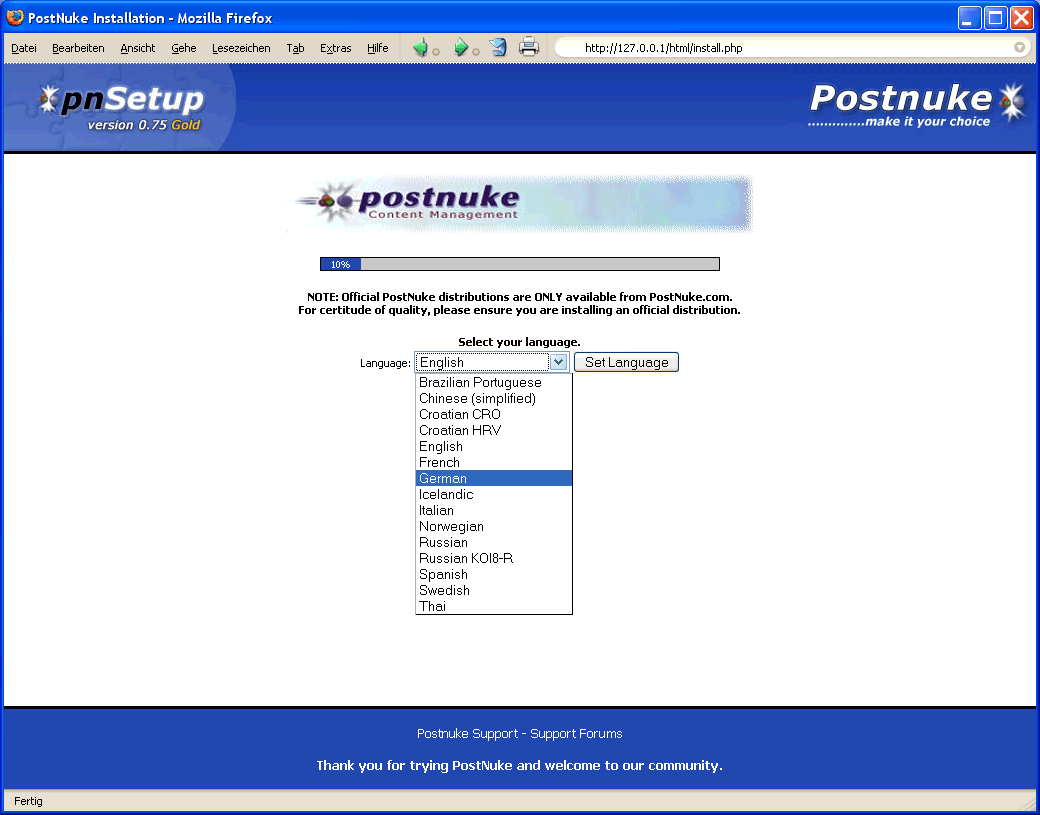 PostNuke Installation - Mozilla Firefox
Datei Bearbeiten Ansicht Gehe Lesezeichen Tab Extras Hilfe http://127.0.0.1/html/install.php
pnSetup
version 0.75 Gold
Postnuke
..............make it your choice
postnuke
Content Management
10%
NOTE: Official PostNuke distributions are ONLY available from PostNuke.com.
For certitude of quality, please ensure you are installing an official distribution.
Select your language.
Language: English Set Language
Brazilian Portuguese
Chinese (simplified)
Croatian CRO
Croatian HRV
English
French
German
Icelandic
Italian
Norwegian
Russian
Russian KOI8-R
Spanish
Swedish
Thai
Postnuke Support - Support Forums
Thank you for trying PostNuke and welcome to our community.
Fertig